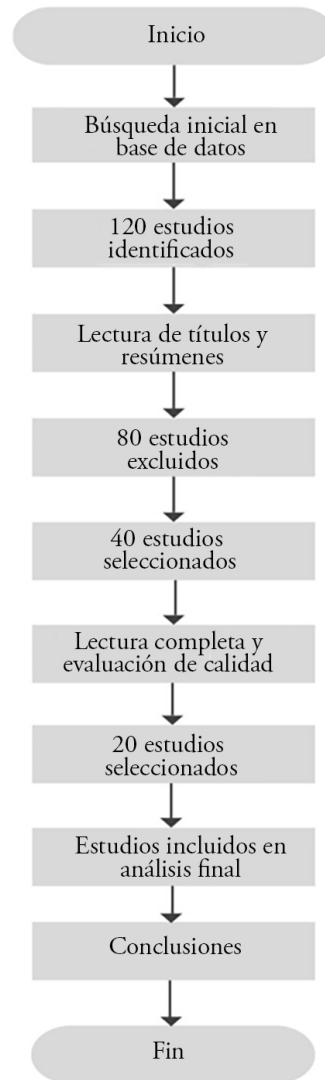 Inicio
Búsqueda inicial en
base de datos
120 estudios
identificados
Lectura de títulos y
resúmenes
80 estudios
excluidos
40 estudios
seleccionados
Lectura completa y
evaluación de calidad
20 estudios
seleccionados
Estudios incluidos en
análisis final
Conclusiones
Fin